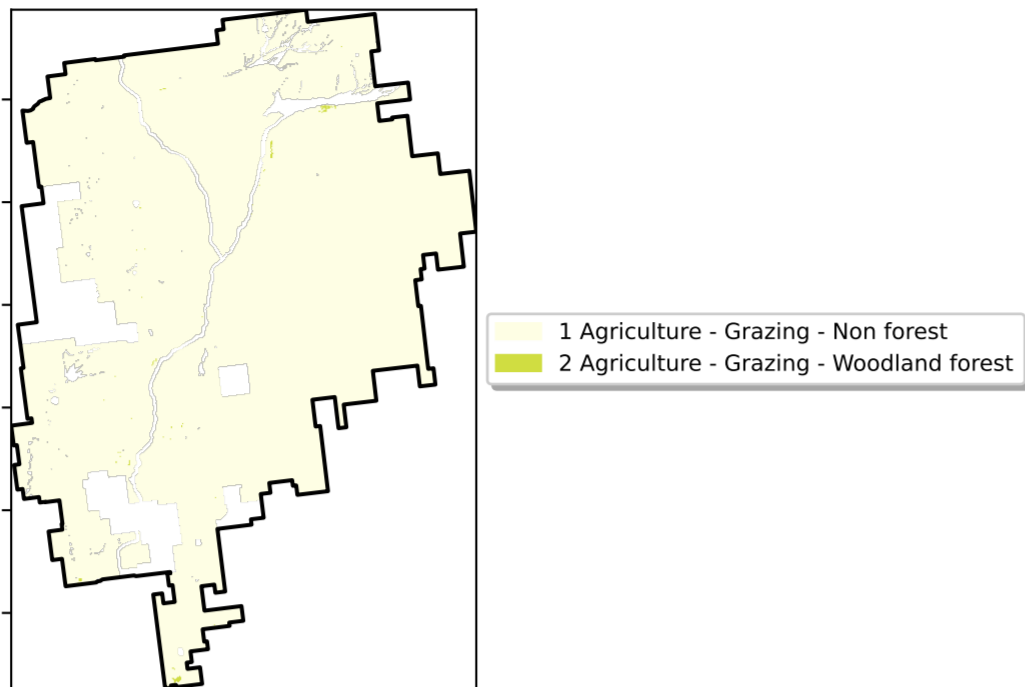 1 Agriculture - Grazing - Non forest
2 Agriculture - Grazing - Woodland forest